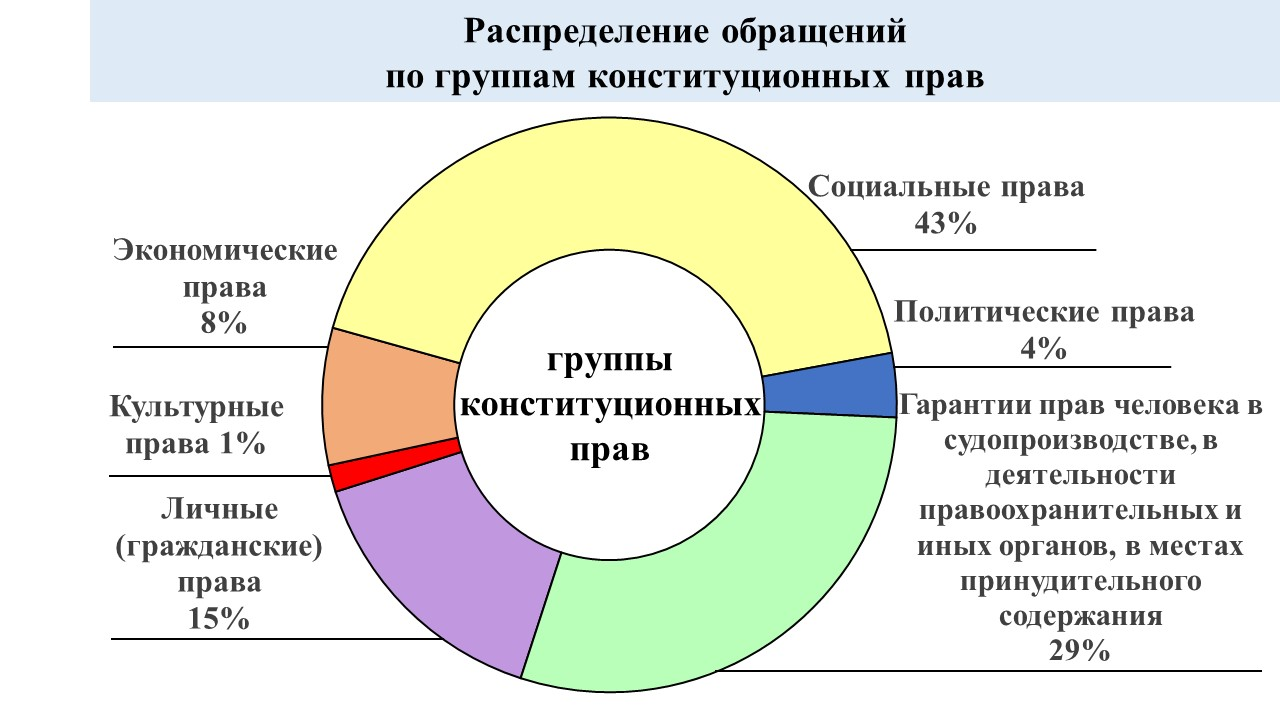 Распределение обращений
по группам конституционных прав
Социальные права
43%
Экономические
права
8%
Политические права
4%
группы
конституционных
прав
Культурные
права 1%
Гарантии прав человека в
судопроизводстве, в
деятельности
правоохранительных и
иных органов, в местах
принудительного
содержания
29%
Личные
(гражданские)
права
15%